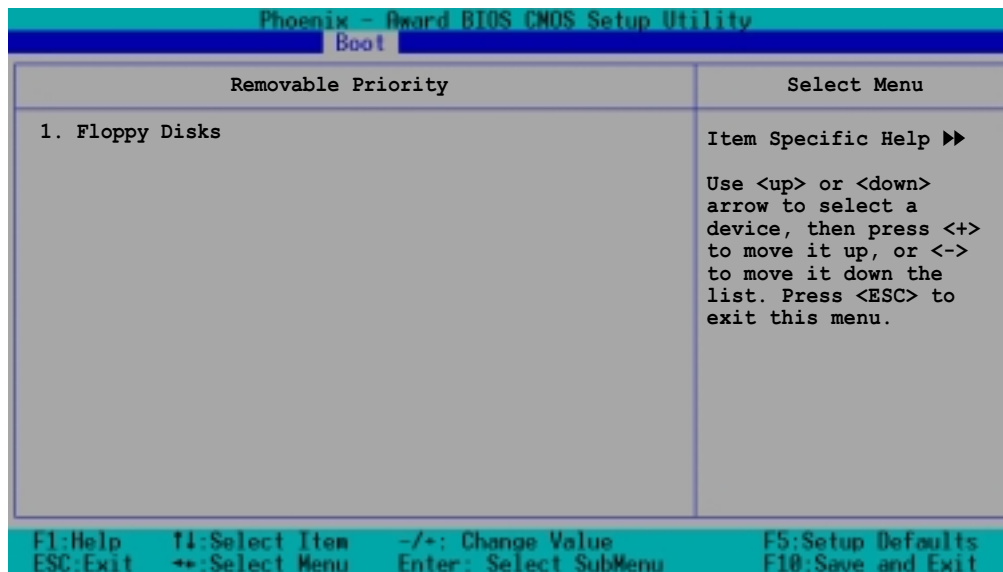 Phoenix - Award BIOS CMOS Setup Utility
Boot
Removable Priority
Select Menu
1. Floppy Disks
Item Specific Help ▶▶
Use <up> or <down>
arrow to select a
device, then press <+>
to move it up, or <->
to move it down the
list. Press <ESC> to
exit this menu.
F1:Help ↑↓:Select Item -/+: Change Value F5:Setup Defaults
ESC:Exit ←→:Select Menu Enter: Select SubMenu F10:Save and Exit